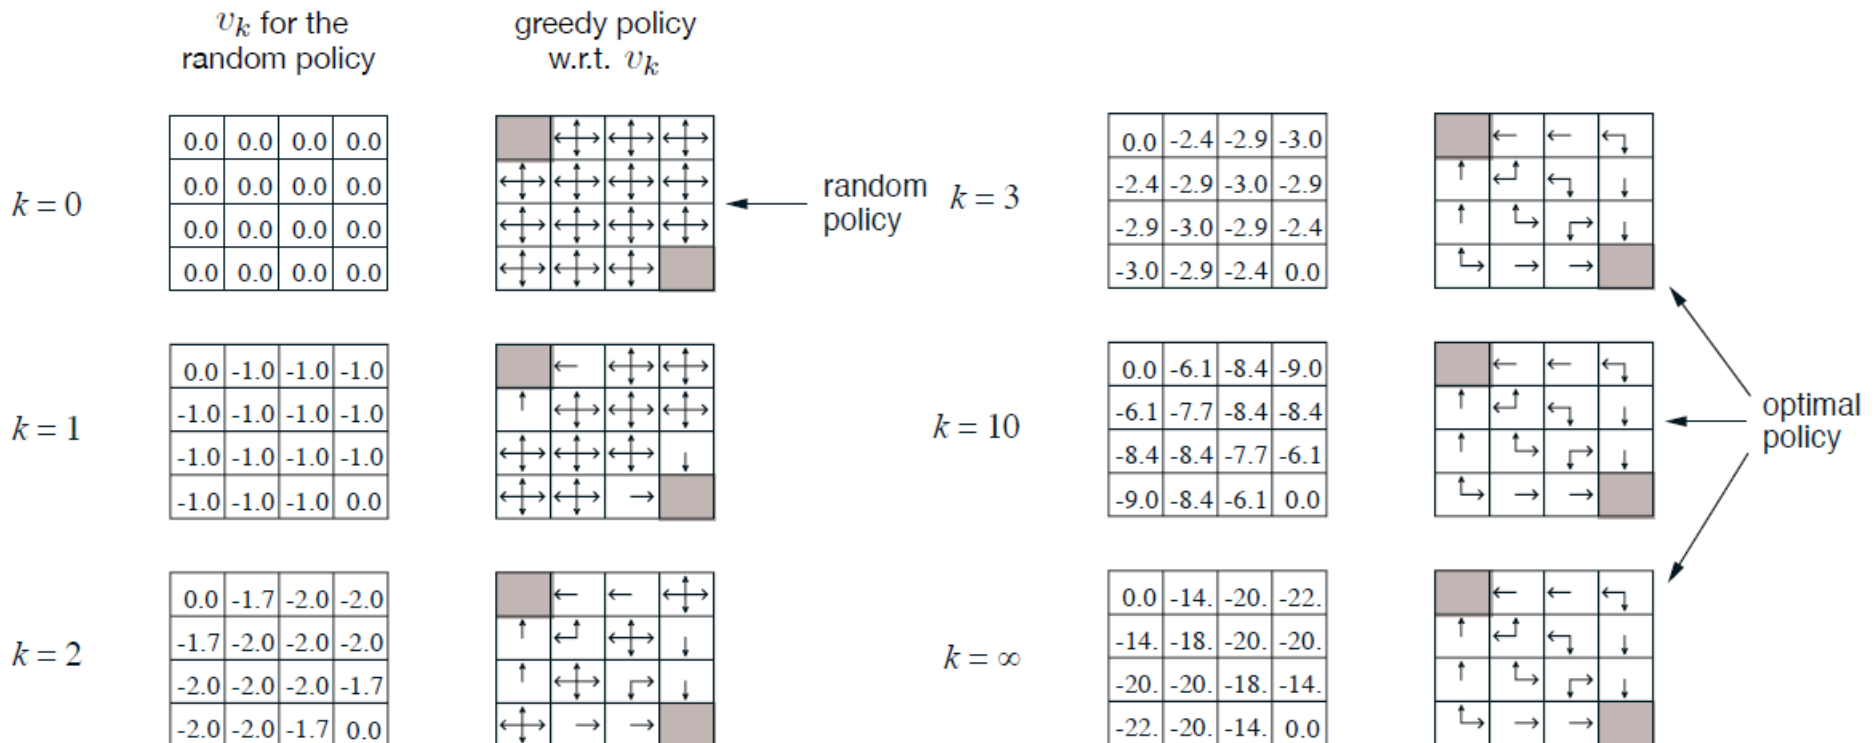 v_k for the
random policy
greedy policy
w.r.t. v_k
k = 0
0.0 0.0 0.0 0.0
0.0 0.0 0.0 0.0
0.0 0.0 0.0 0.0
0.0 0.0 0.0 0.0
random
policy
k = 1
0.0 -1.0 -1.0 -1.0
-1.0 -1.0 -1.0 -1.0
-1.0 -1.0 -1.0 -1.0
-1.0 -1.0 -1.0 0.0
k = 2
0.0 -1.7 -2.0 -2.0
-1.7 -2.0 -2.0 -2.0
-2.0 -2.0 -2.0 -1.7
-2.0 -2.0 -1.7 0.0
k = 3
0.0 -2.4 -2.9 -3.0
-2.4 -2.9 -3.0 -2.9
-2.9 -3.0 -2.9 -2.4
-3.0 -2.9 -2.4 0.0
k = 10
0.0 -6.1 -8.4 -9.0
-6.1 -7.7 -8.4 -8.4
-8.4 -8.4 -7.7 -6.1
-9.0 -8.4 -6.1 0.0
optimal
policy
k = ∞
0.0 -14. -20. -22.
-14. -18. -20. -20.
-20. -20. -18. -14.
-22. -20. -14. 0.0